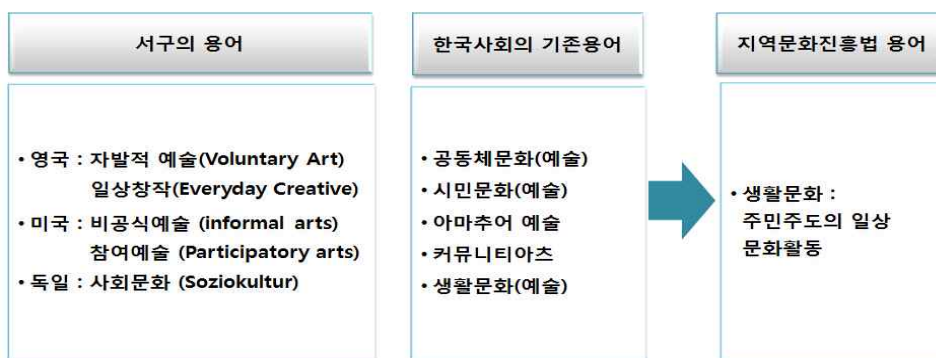 서구의 용어
• 영국 : 자발적 예술(Voluntary Art)
일상창작(Everyday Creative)
• 미국 : 비공식예술 (informal arts)
참여예술 (Participatory arts)
• 독일 : 사회문화 (Soziokultur)
한국사회의 기존용어
• 공동체문화(예술)
• 시민문화(예술)
• 아마추어 예술
• 커뮤니티아츠
• 생활문화(예술)
지역문화진흥법 용어
• 생활문화 :
주민주도의 일상
문화활동